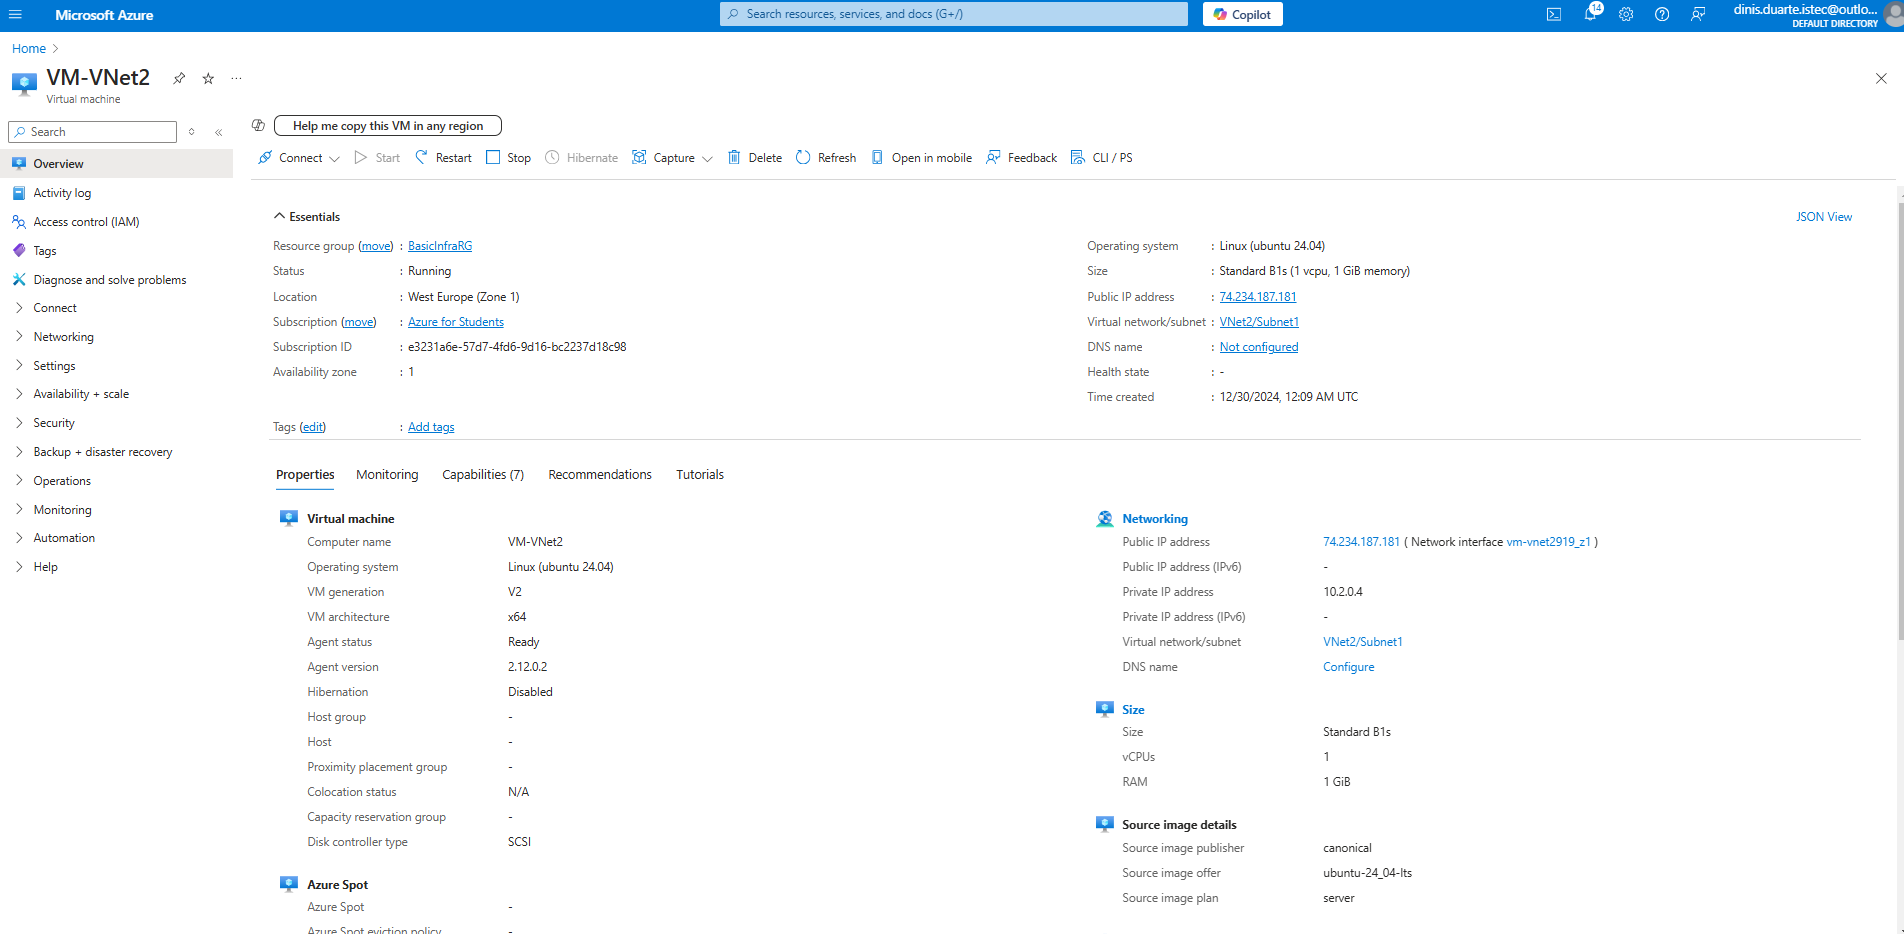 Microsoft Azure
Search resources, services, and docs (G+/)
Copilot
14
dinis.duarte.istec@outlo...
DEFAULT DIRECTORY
Home
VM-VNet2
Virtual machine
Search
Help me copy this VM in any region
Connect Start Restart Stop Hibernate Capture Delete Refresh Open in mobile Feedback CLI / PS
Overview
Activity log
Access control (IAM)
Tags
Diagnose and solve problems
Connect
Networking
Settings
Availability + scale
Security
Backup + disaster recovery
Operations
Monitoring
Automation
Help
Essentials
JSON View
Resource group (move) : BasicInfraRG
Status : Running
Location : West Europe (Zone 1)
Subscription (move) : Azure for Students
Subscription ID : e3231a6e-57d7-4fd6-9d16-bc2237d18c98
Availability zone : 1
Operating system : Linux (ubuntu 24.04)
Size : Standard B1s (1 vcpu, 1 GiB memory)
Public IP address : 74.234.187.181
Virtual network/subnet : VNet2/Subnet1
DNS name : Not configured
Health state : -
Time created : 12/30/2024, 12:09 AM UTC
Tags (edit) : Add tags
Properties Monitoring Capabilities (7) Recommendations Tutorials
Virtual machine
Computer name VM-VNet2
Operating system Linux (ubuntu 24.04)
VM generation V2
VM architecture x64
Agent status Ready
Agent version 2.12.0.2
Hibernation Disabled
Host group -
Host -
Proximity placement group -
Colocation status N/A
Capacity reservation group -
Disk controller type SCSI
Azure Spot
Azure Spot -
Azure Spot eviction policy -
Networking
Public IP address 74.234.187.181 ( Network interface vm-vnet2919_z1 )
Public IP address (IPv6) -
Private IP address 10.2.0.4
Private IP address (IPv6) -
Virtual network/subnet VNet2/Subnet1
DNS name Configure
Size
Size Standard B1s
vCPUs 1
RAM 1 GiB
Source image details
Source image publisher canonical
Source image offer ubuntu-24_04-lts
Source image plan server